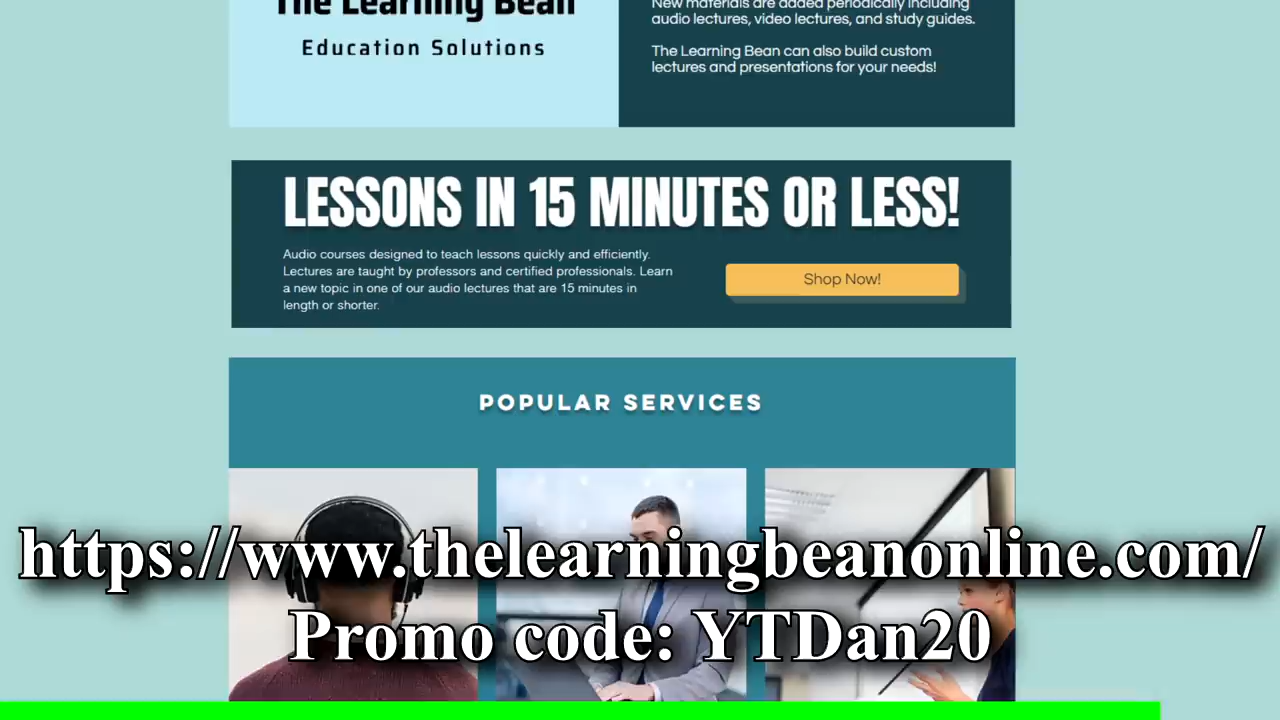 The Learning Bean
Education Solutions
New materials are added periodically including
audio lectures, video lectures, and study guides.
The Learning Bean can also build custom
lectures and presentations for your needs!
LESSONS IN 15 MINUTES OR LESS!
Audio courses designed to teach lessons quickly and efficiently.
Lectures are taught by professors and certified professionals. Learn
a new topic in one of our audio lectures that are 15 minutes in
length or shorter.
Shop Now!
POPULAR SERVICES
https://www.thelearningbeanonline.com/
Promo code: YTDan20